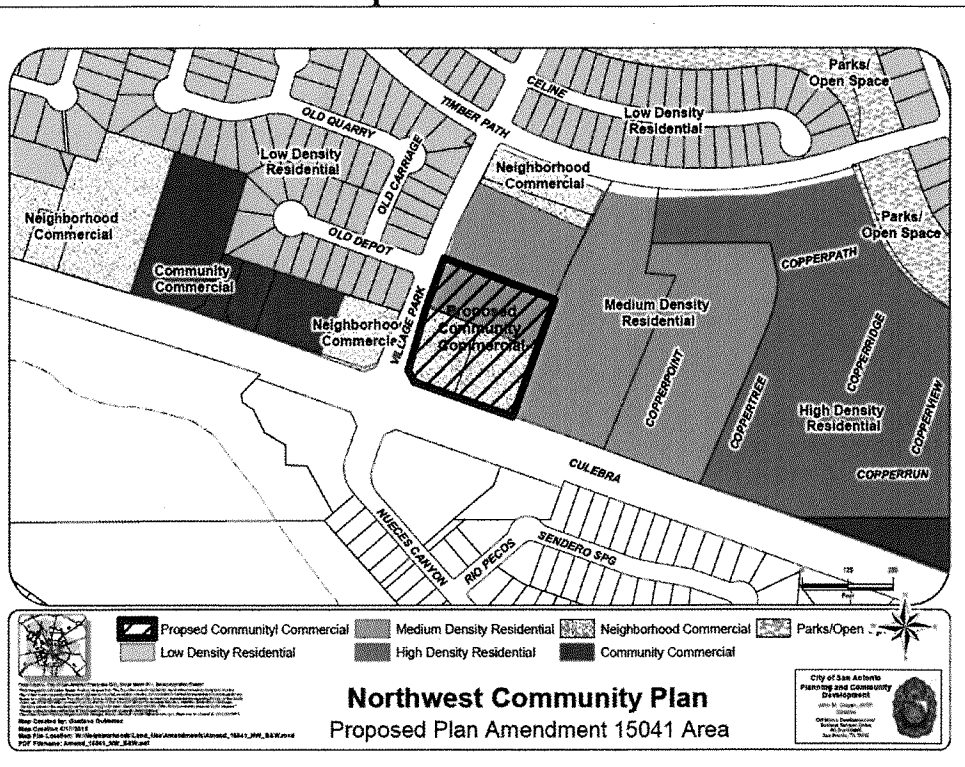 Parks/
Open Space
CELINE
TIMBER PATH
Low Density
Residential
OLD QUARRY
OLD CARRIAGE
Low Density
Residential
Neighborhood
Commercial
Neighborhood
Commercial
Parks/
Open Space
OLD DEPOT
COPPERPATH
Community
Commercial
VILLAGE PARK
Proposed
Community
Commercial
Medium Density
Residential
Neighborhood
Commercia
COPPERPOINT
COPPERTREE
COPPERRIDGE
COPPERVIEW
High Density
Residential
COPPERRUN
CULEBRA
NUECES CANYON
RIO PECOS
SENDERO SPG
Propsed Communityl Commercial
Medium Density Residential
Neighborhood Commercial
Parks/Open
Low Density Residential
High Density Residential
Community Commercial
Northwest Community Plan
Proposed Plan Amendment 15041 Area
City of San Antonio
Planning and Community
Development